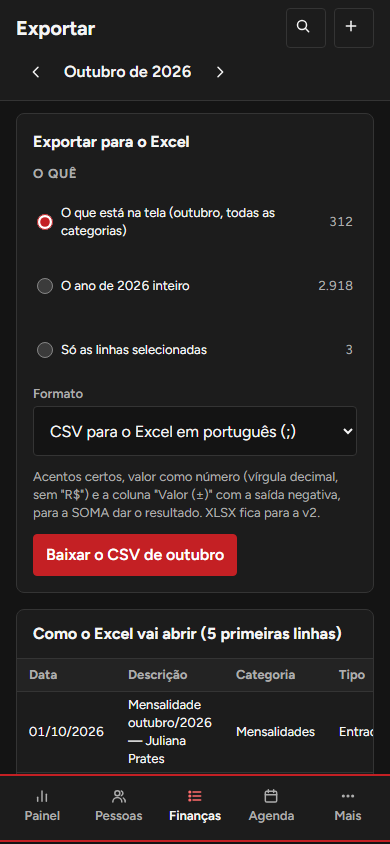 Exportar
Outubro de 2026
Exportar para o Excel
O QUÊ
O que está na tela (outubro, todas as
categorias)
312
O ano de 2026 inteiro
2.918
Só as linhas selecionadas
3
Formato
CSV para o Excel em português (;)
Acentos certos, valor como número (vírgula decimal,
sem "R$") e a coluna "Valor (±)" com a saída negativa,
para a SOMA dar o resultado. XLSX fica para a v2.
Baixar o CSV de outubro
Como o Excel vai abrir (5 primeiras linhas)
Data Descrição Categoria Tipo
01/10/2026
Mensalidade
outubro/2026
— Juliana
Prates
Mensalidades
Painel Pessoas Finanças Agenda Mais